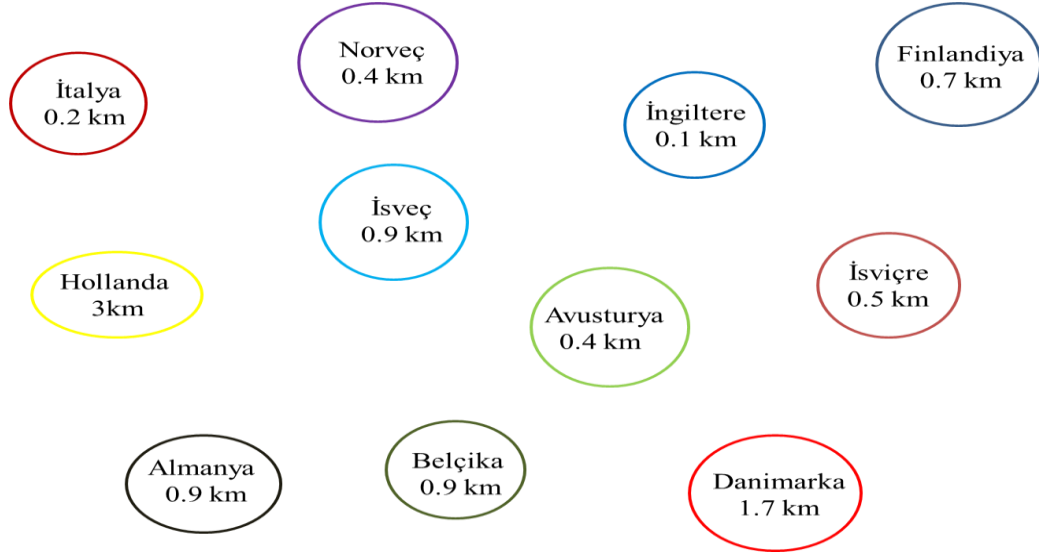 Norveç
0.4 km
Finlandiya
0.7 km
İtalya
0.2 km
İngiltere
0.1 km
İsveç
0.9 km
Hollanda
3km
İsviçre
0.5 km
Avusturya
0.4 km
Almanya
0.9 km
Belçika
0.9 km
Danimarka
1.7 km